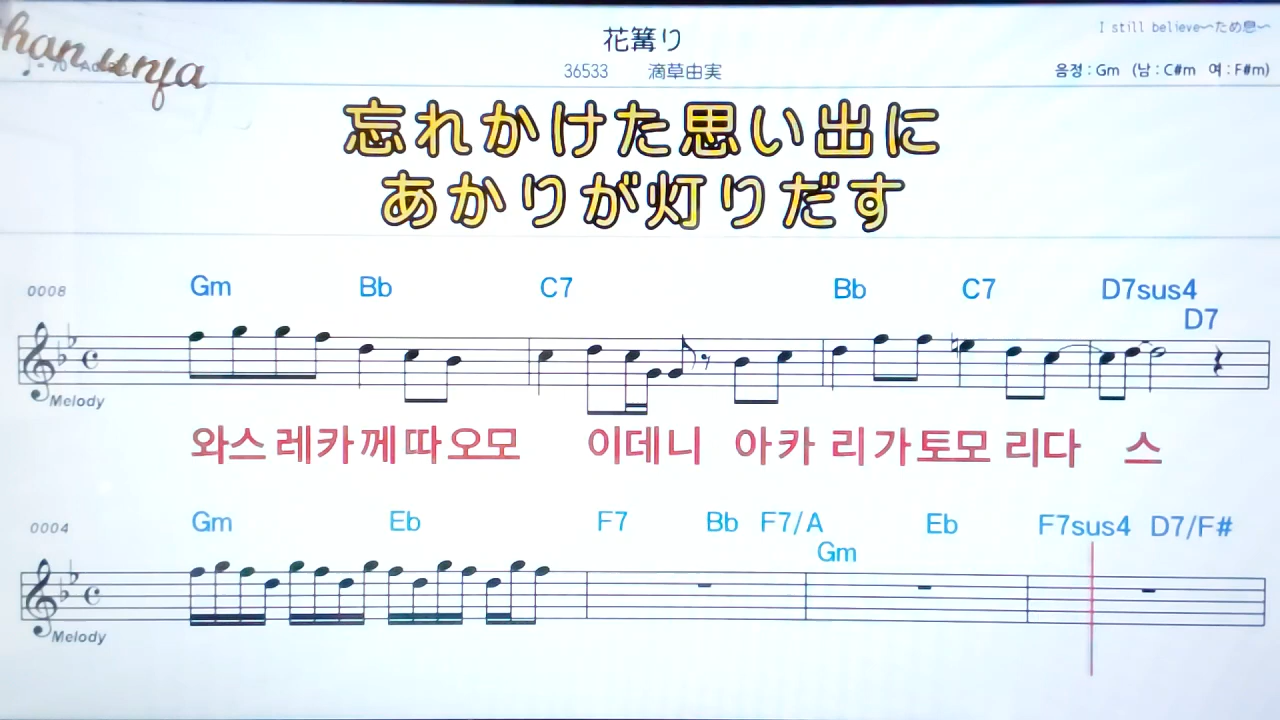 han unja
I still believe〜ため息〜
花篝り
36533 滴草由実
음정 : Gm (남 : C#m 여 : F#m)
忘れかけた思い出に
あかりが灯りだす
0008 Gm Bb C7 Bb C7 D7sus4
D7
Melody
와스레카께따오모 이데니 아카리가토모리다 스
0004 Gm Eb F7 Bb F7/A Eb F7sus4 D7/F#
Gm
Melody